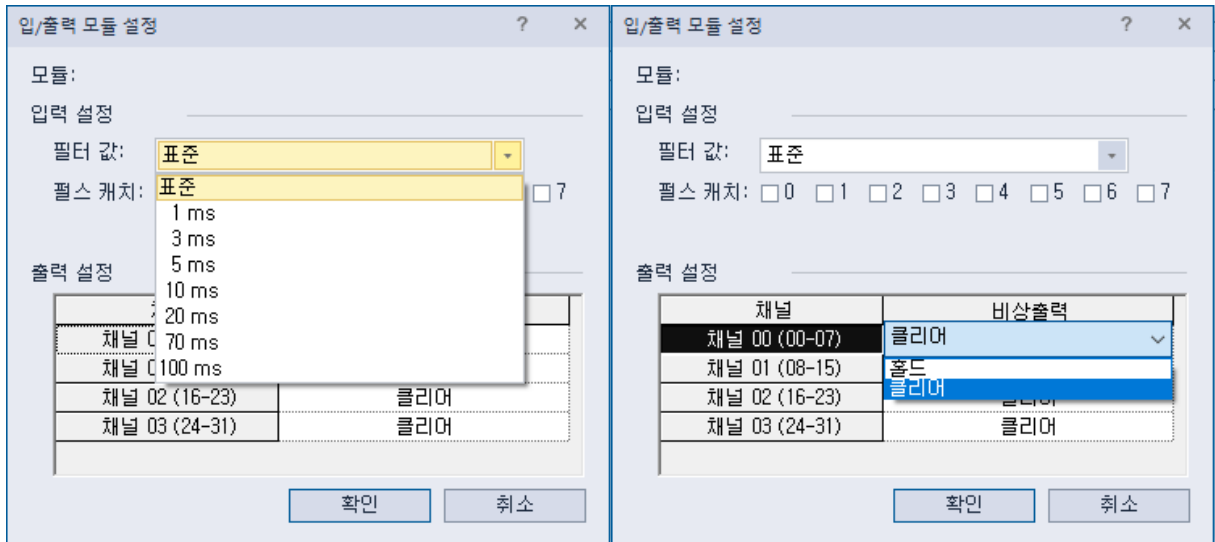 입/출력 모듈 설정 ? ×
모듈:
입력 설정
필터 값: 표준
펄스 캐치: 7
표준
1 ms
3 ms
5 ms
10 ms
20 ms
70 ms
100 ms
출력 설정
채널
채널
채널 02 (16-23) 클리어
채널 03 (24-31) 클리어
확인 취소
입/출력 모듈 설정 ? ×
모듈:
입력 설정
필터 값: 표준
펄스 캐치: 0 1 2 3 4 5 6 7
출력 설정
채널 비상출력
채널 00 (00-07) 클리어
채널 01 (08-15) 홀드
클리어
채널 02 (16-23) 클리어
채널 03 (24-31) 클리어
확인 취소